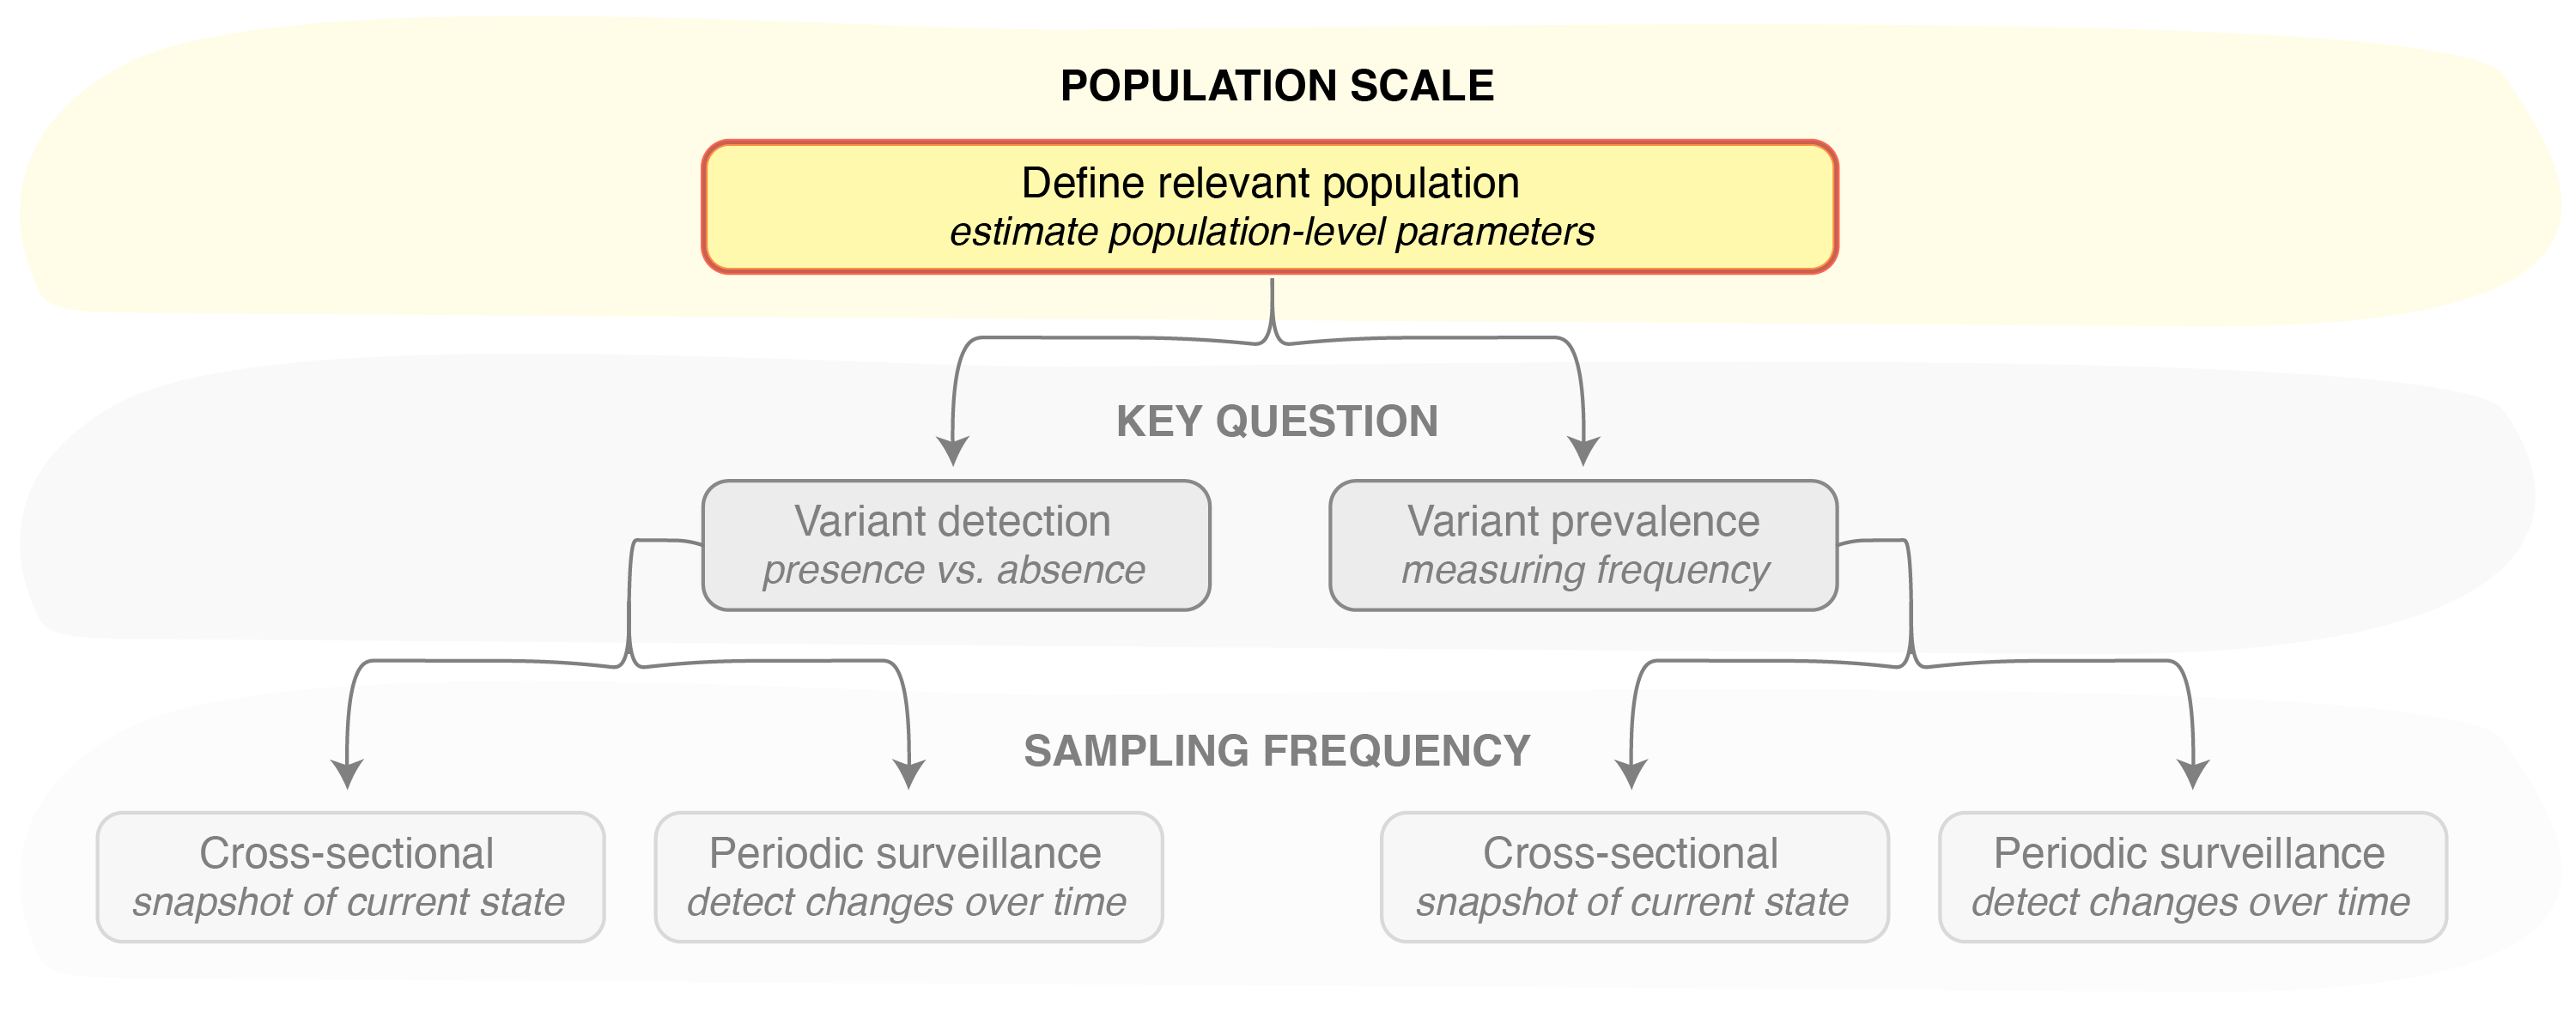 POPULATION SCALE
Define relevant population
estimate population-level parameters
KEY QUESTION
Variant detection
presence vs. absence
Variant prevalence
measuring frequency
SAMPLING FREQUENCY
Cross-sectional
snapshot of current state
Periodic surveillance
detect changes over time
Cross-sectional
snapshot of current state
Periodic surveillance
detect changes over time